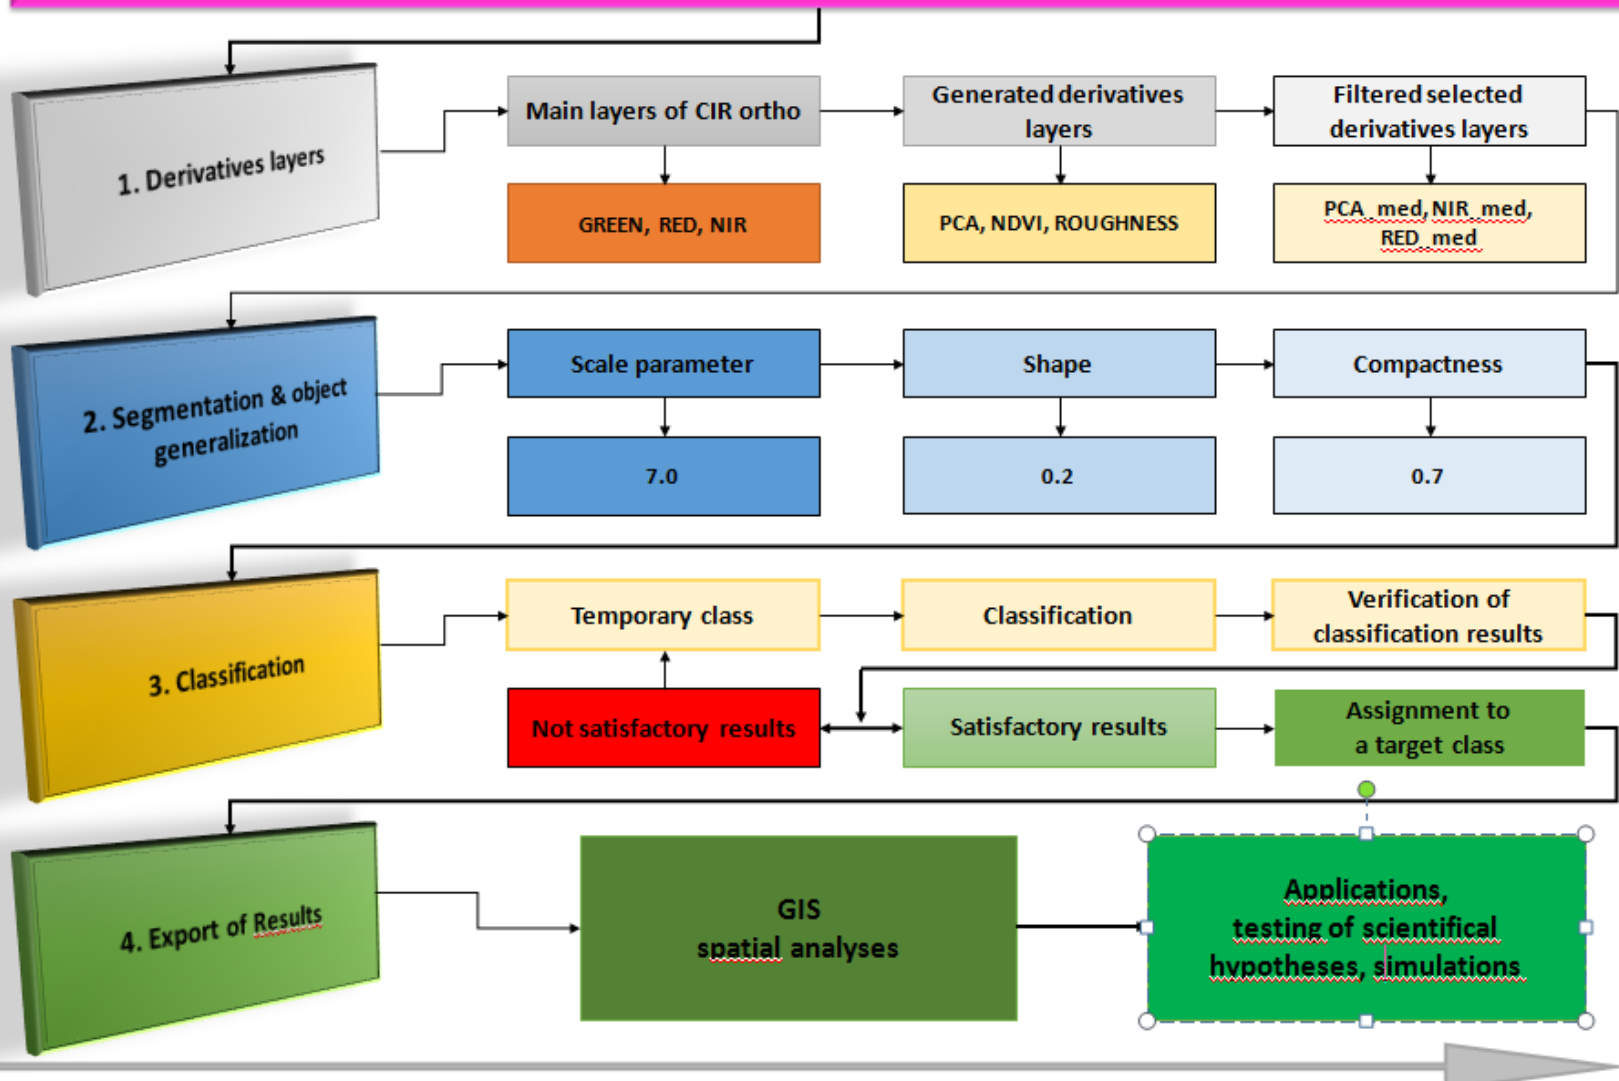 1. Derivatives layers
Main layers of CIR ortho
Generated derivatives
layers
Filtered selected
derivatives layers
GREEN, RED, NIR
PCA, NDVI, ROUGHNESS
PCA_med, NIR_med,
RED_med
2. Segmentation & object
generalization
Scale parameter
Shape
Compactness
7.0
0.2
0.7
3. Classification
Temporary class
Classification
Verification of
classification results
Not satisfactory results
Satisfactory results
Assignment to
a target class
4. Export of Results
GIS
spatial analyses
Applications,
testing of scientifical
hypotheses, simulations